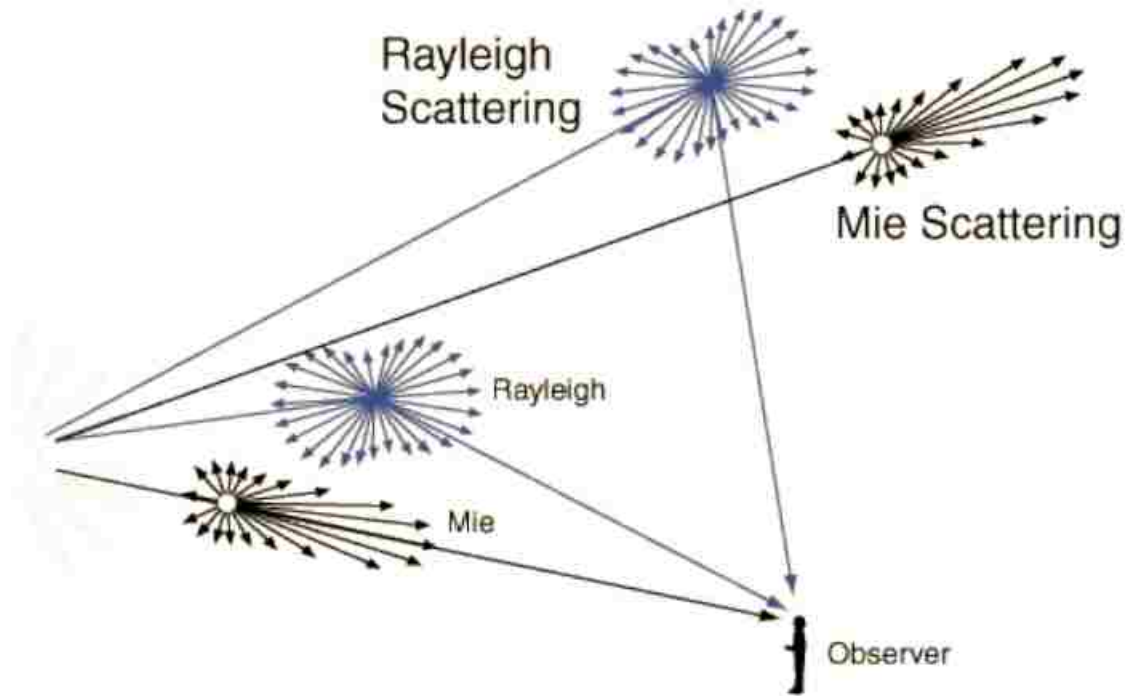 Rayleigh
Scattering
Mie Scattering
Rayleigh
Mie
Observer